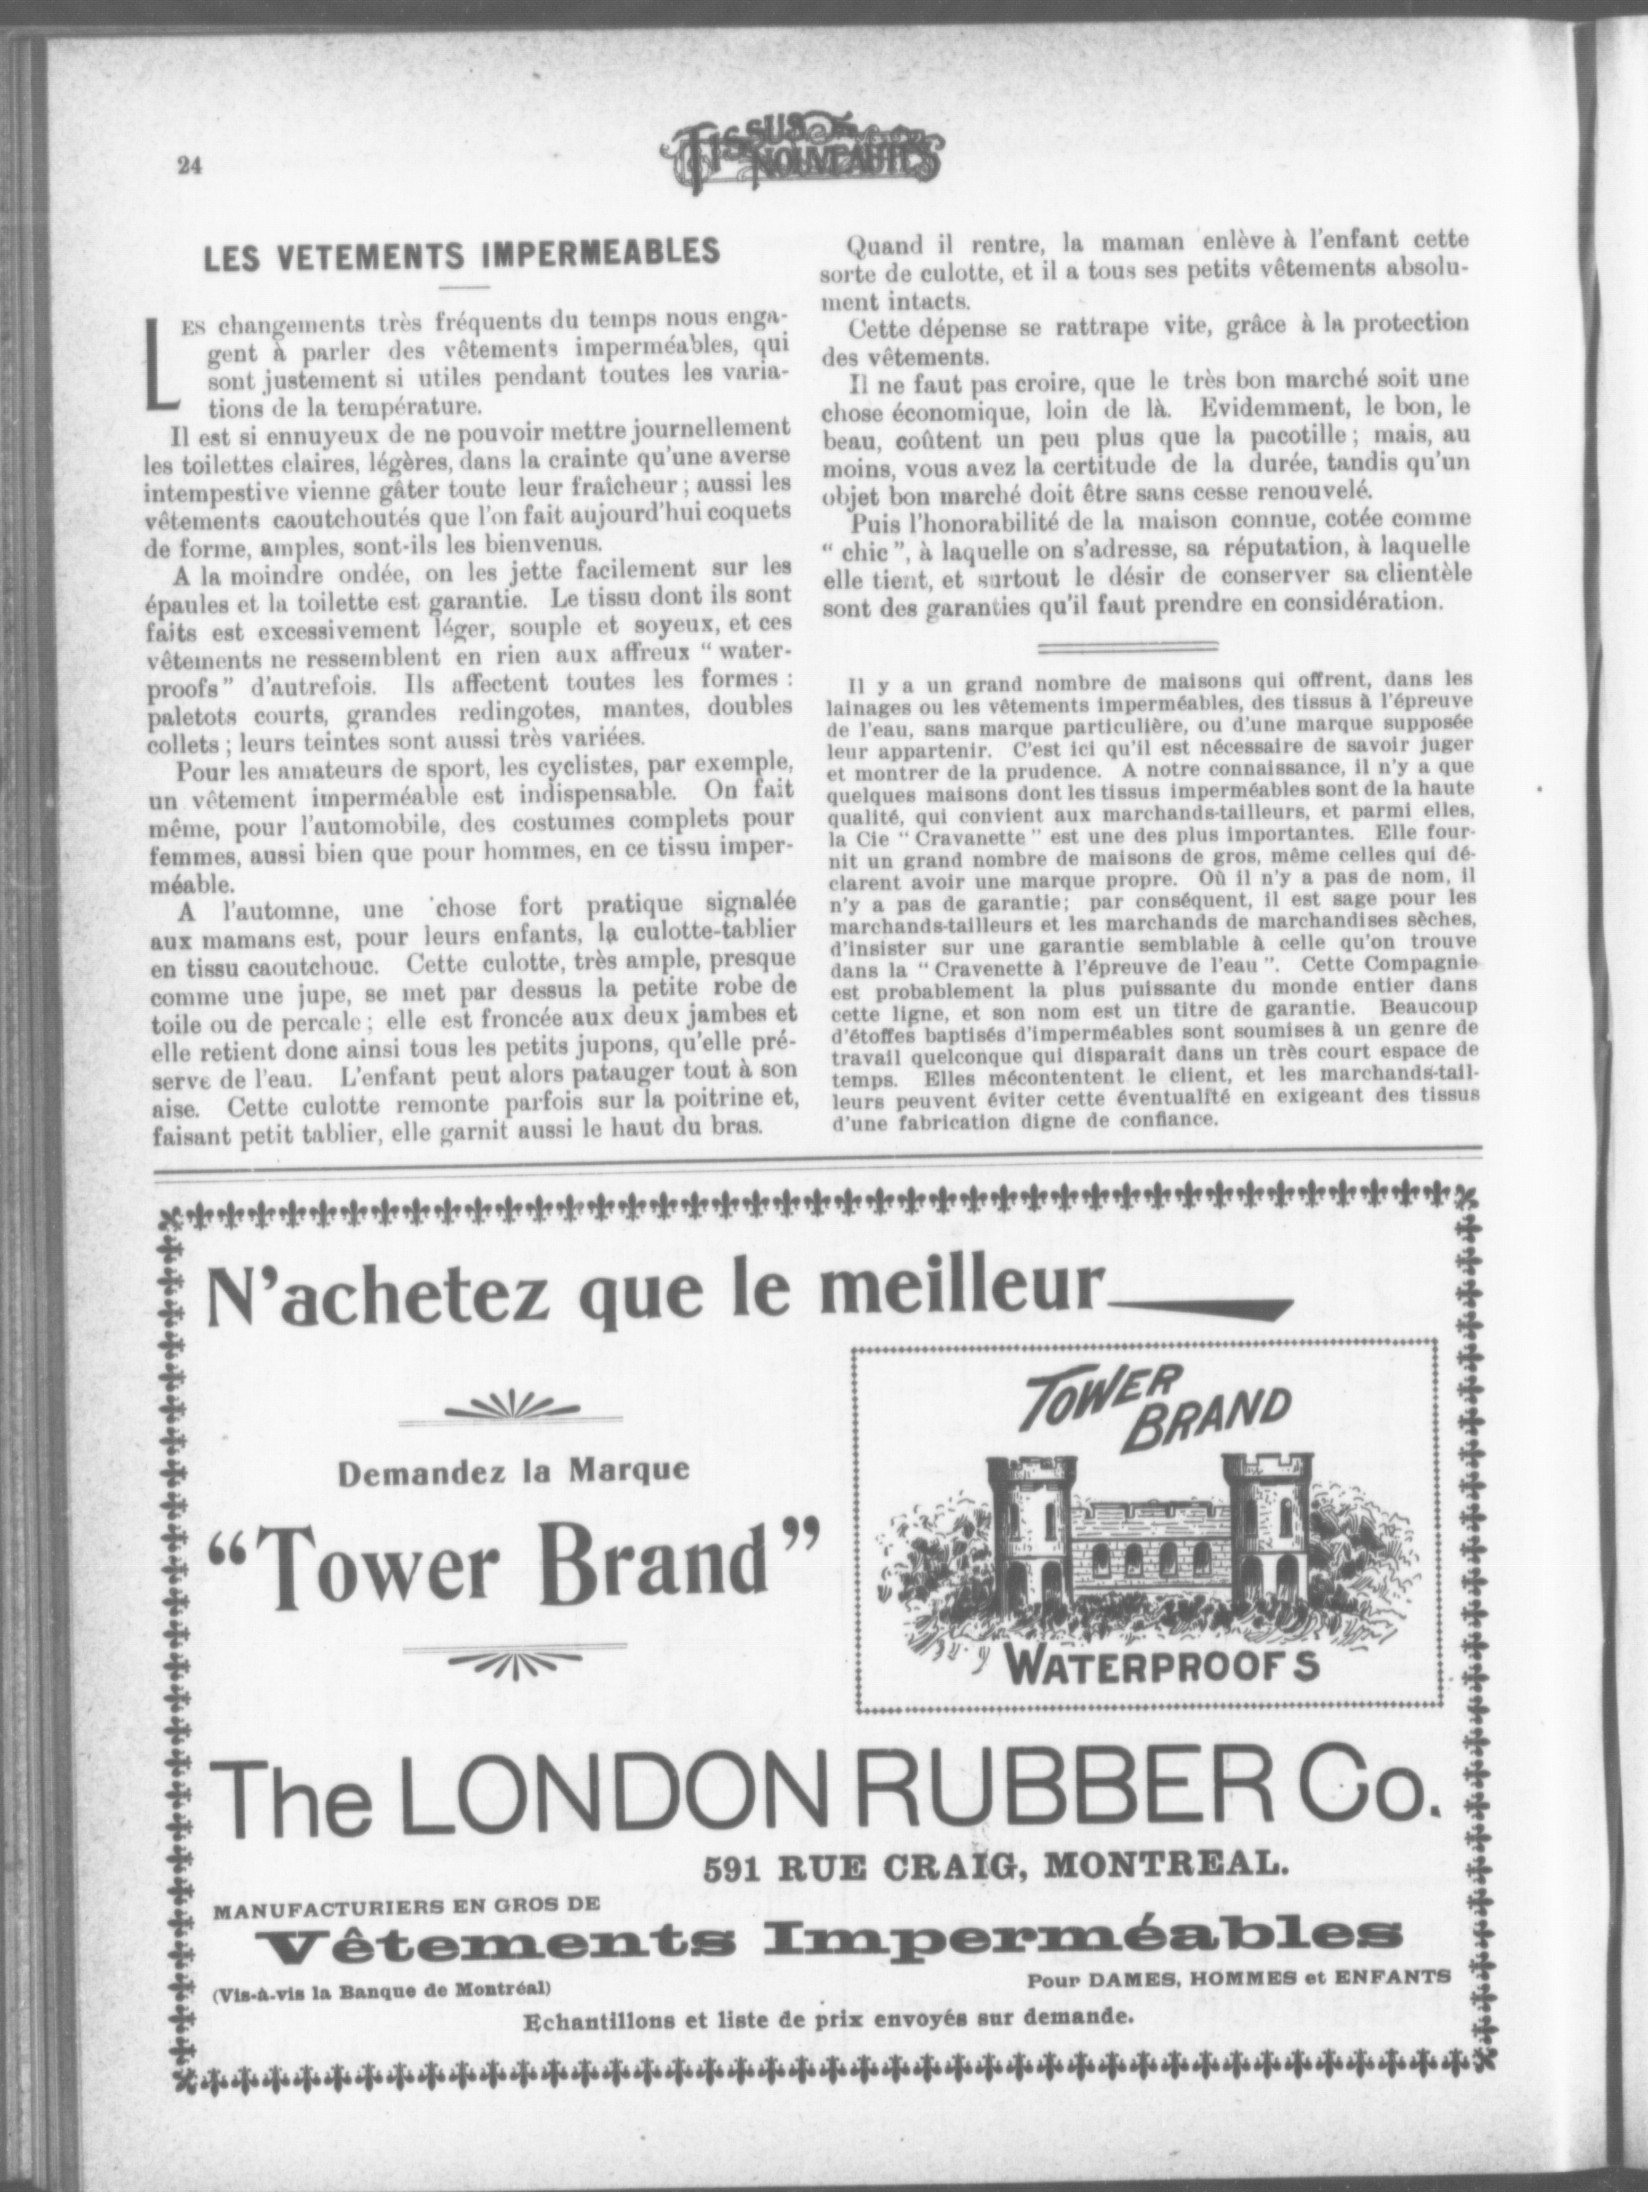 24
TISSUS & NOUVEAUTÉS
LES VETEMENTS IMPERMEABLES
LES changements très fréquents du temps nous enga-
gent à parler des vêtements imperméables, qui
sont justement si utiles pendant toutes les varia-
tions de la température.
Il est si ennuyeux de ne pouvoir mettre journellement
les toilettes claires, légères, dans la crainte qu'une averse
intempestive vienne gâter toute leur fraîcheur ; aussi les
vêtements caoutchoutés que l'on fait aujourd'hui coquets
de forme, amples, sont-ils les bienvenus.
A la moindre ondée, on les jette facilement sur les
épaules et la toilette est garantie. Le tissu dont ils sont
faits est excessivement léger, souple et soyeux, et ces
vêtements ne ressemblent en rien aux affreux “ water-
proofs ” d'autrefois. Ils affectent toutes les formes :
paletots courts, grandes redingotes, mantes, doubles
collets ; leurs teintes sont aussi très variées.
Pour les amateurs de sport, les cyclistes, par exemple,
un vêtement imperméable est indispensable. On fait
même, pour l'automobile, des costumes complets pour
femmes, aussi bien que pour hommes, en ce tissu imper-
méable.
A l'automne, une chose fort pratique signalée
aux mamans est, pour leurs enfants, la culotte-tablier
en tissu caoutchouc. Cette culotte, très ample, presque
comme une jupe, se met par dessus la petite robe de
toile ou de percale ; elle est froncée aux deux jambes et
elle retient donc ainsi tous les petits jupons, qu'elle pré-
serve de l'eau. L'enfant peut alors patauger tout à son
aise. Cette culotte remonte parfois sur la poitrine et,
faisant petit tablier, elle garnit aussi le haut du bras.
Quand il rentre, la maman enlève à l'enfant cette
sorte de culotte, et il a tous ses petits vêtements absolu-
ment intacts.
Cette dépense se rattrape vite, grâce à la protection
des vêtements.
Il ne faut pas croire, que le très bon marché soit une
chose économique, loin de là. Evidemment, le bon, le
beau, coûtent un peu plus que la pacotille ; mais, au
moins, vous avez la certitude de la durée, tandis qu'un
objet bon marché doit être sans cesse renouvelé.
Puis l'honorabilité de la maison connue, cotée comme
“ chic ”, à laquelle on s'adresse, sa réputation, à laquelle
elle tient, et surtout le désir de conserver sa clientèle
sont des garanties qu'il faut prendre en considération.
Il y a un grand nombre de maisons qui offrent, dans les
lainages ou les vêtements imperméables, des tissus à l'épreuve
de l'eau, sans marque particulière, ou d'une marque supposée
leur appartenir. C'est ici qu'il est nécessaire de savoir juger
et montrer de la prudence. A notre connaissance, il n'y a que
quelques maisons dont les tissus imperméables sont de la haute
qualité, qui convient aux marchands-tailleurs, et parmi elles,
la Cie “ Cravanette ” est une des plus importantes. Elle four-
nit un grand nombre de maisons de gros, même celles qui dé-
clarent avoir une marque propre. Où il n'y a pas de nom, il
n'y a pas de garantie; par conséquent, il est sage pour les
marchands-tailleurs et les marchands de marchandises sèches,
d'insister sur une garantie semblable à celle qu'on trouve
dans la “ Cravenette à l'épreuve de l'eau ”. Cette Compagnie
est probablement la plus puissante du monde entier dans
cette ligne, et son nom est un titre de garantie. Beaucoup
d'étoffes baptisés d'imperméables sont soumises à un genre de
travail quelconque qui disparait dans un très court espace de
temps. Elles mécontentent le client, et les marchands-tail-
leurs peuvent éviter cette éventualité en exigeant des tissus
d'une fabrication digne de confiance.
N'achetez que le meilleur
Demandez la Marque
“Tower Brand”
TOWER
BRAND
WATERPROOFS
The LONDON RUBBER Co.
591 RUE CRAIG, MONTREAL.
MANUFACTURIERS EN GROS DE
Vêtements Imperméables
(Vis-à-vis la Banque de Montréal)
Pour DAMES, HOMMES et ENFANTS
Echantillons et liste de prix envoyés sur demande.